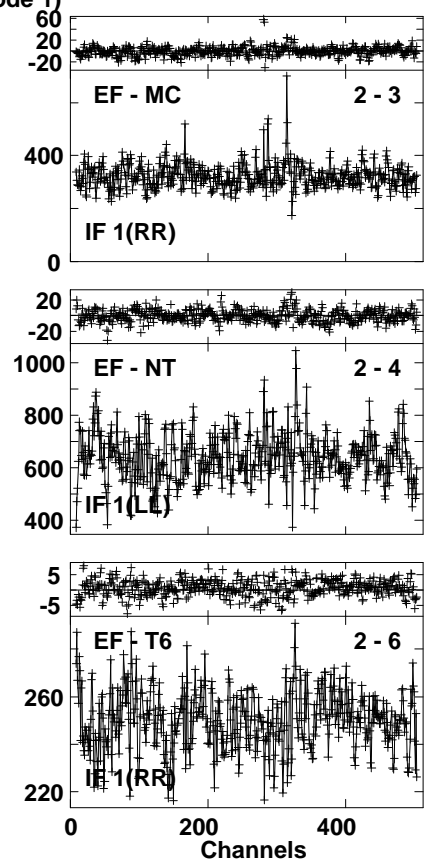 ode 1)
60
20
-20
EF - MC 2 - 3
400
IF 1(RR)
0
20
-20
EF - NT 2 - 4
1000
800
600
IF 1(LL)
400
5
-5
EF - T6 2 - 6
260
IF 1(RR)
220
0 200 400
Channels